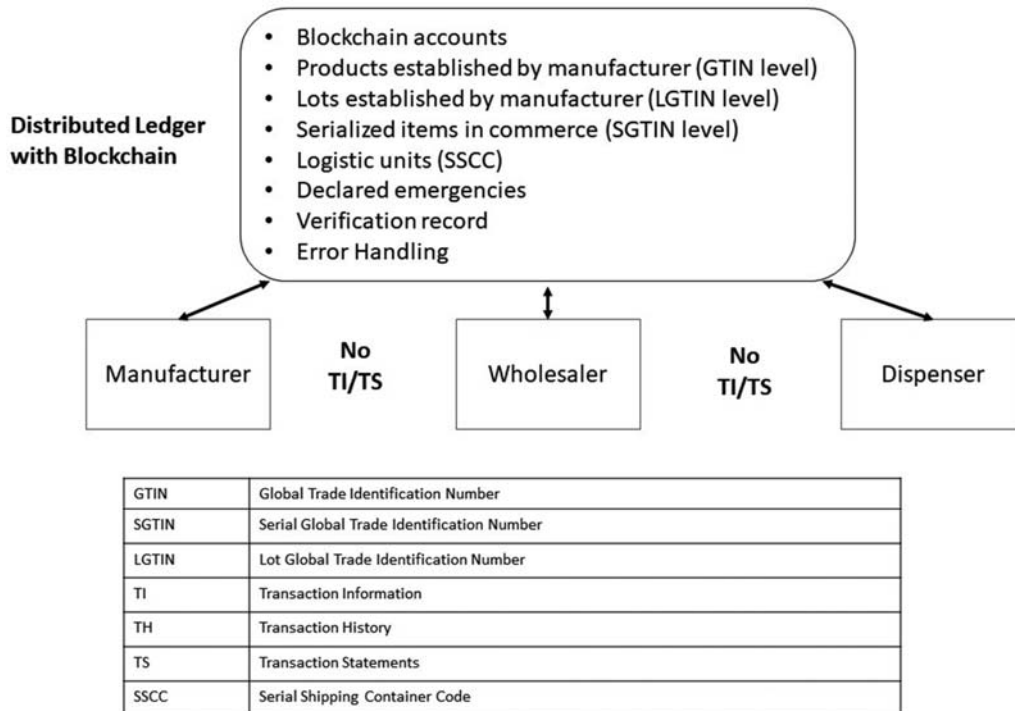 • Blockchain accounts
• Products established by manufacturer (GTIN level)
• Lots established by manufacturer (LGTIN level)
• Serialized items in commerce (SGTIN level)
• Logistic units (SSCC)
• Declared emergencies
• Verification record
• Error Handling
Distributed Ledger
with Blockchain
Manufacturer
No
TI/TS
Wholesaler
No
TI/TS
Dispenser
GTIN Global Trade Identification Number
SGTIN Serial Global Trade Identification Number
LGTIN Lot Global Trade Identification Number
TI Transaction Information
TH Transaction History
TS Transaction Statements
SSCC Serial Shipping Container Code